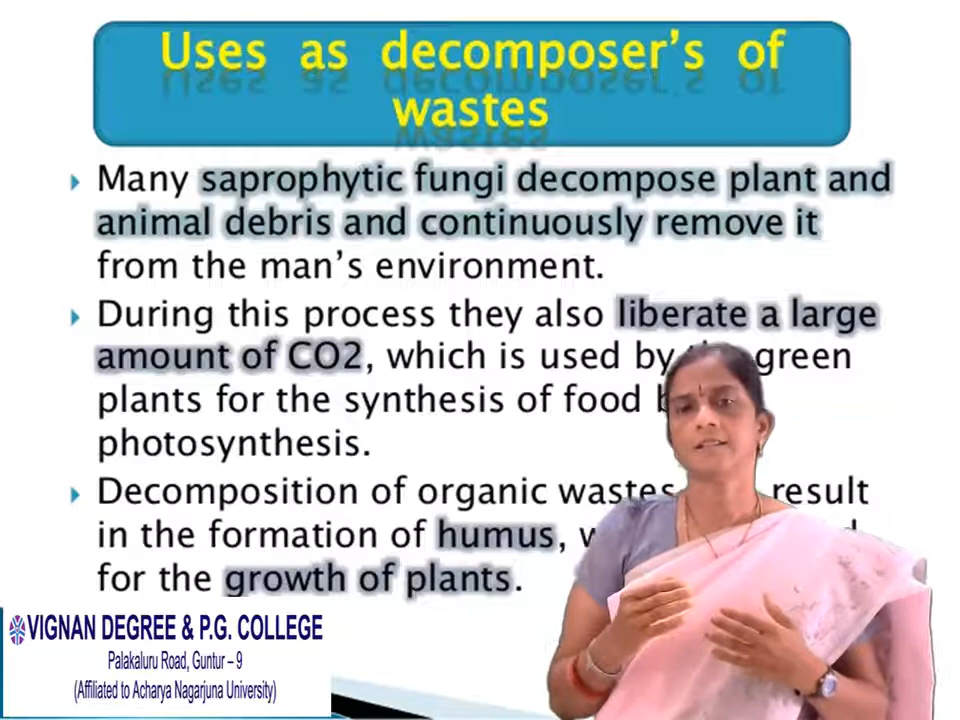 Uses as decomposer's of
wastes
Many saprophytic fungi decompose plant and
animal debris and continuously remove it
from the man's environment.
During this process they also liberate a large
amount of CO2, which is used by green
plants for the synthesis of food
photosynthesis.
Decomposition of organic wastes result
in the formation of humus,
for the growth of plants.
VIGNAN DEGREE & P.G. COLLEGE
Palakaluru Road, Guntur – 9
(Affiliated to Acharya Nagarjuna University)